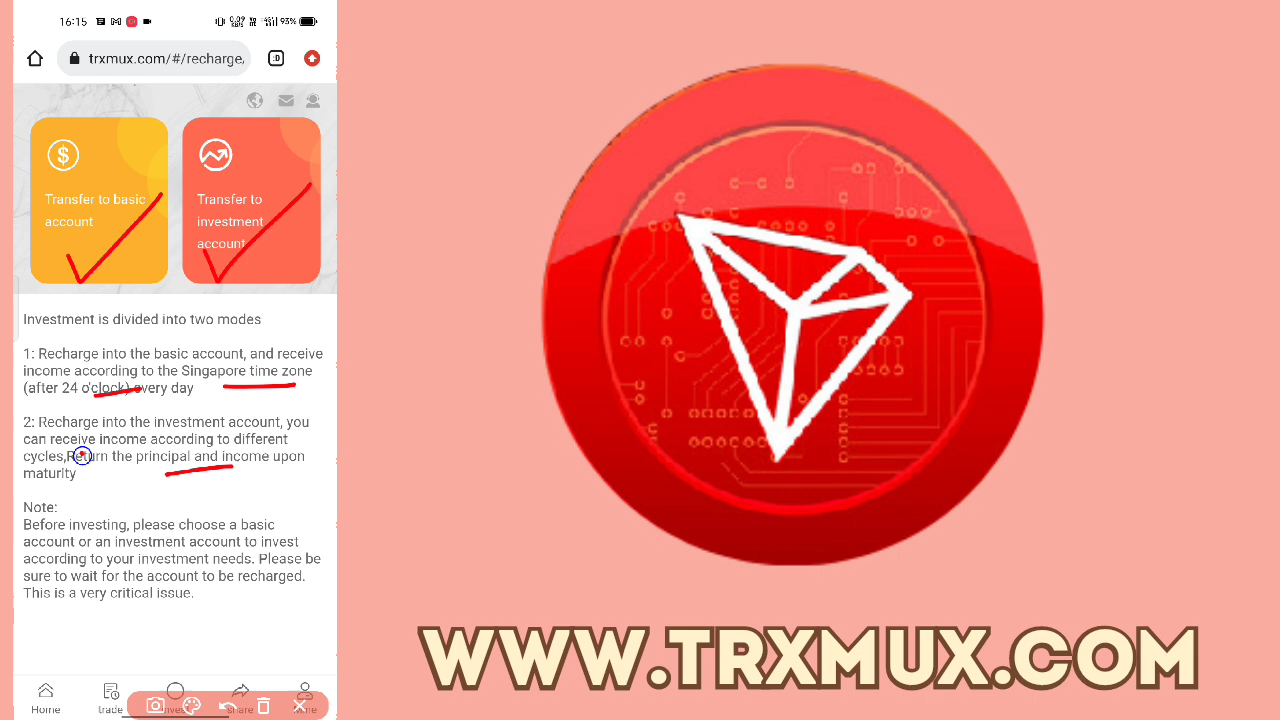 16:15
0.09
KB/S
93%
trxmux.com/#/recharge/
:D
Transfer to basic
account
Transfer to
investment
account
Investment is divided into two modes
1: Recharge into the basic account, and receive
income according to the Singapore time zone
(after 24 o'clock) every day
2: Recharge into the investment account, you
can receive income according to different
cycles,Return the principal and income upon
maturity
Note:
Before investing, please choose a basic
account or an investment account to invest
according to your investment needs. Please be
sure to wait for the account to be recharged.
This is a very critical issue.
Home
trade
invest
share
WWW.TRXMUX.COM